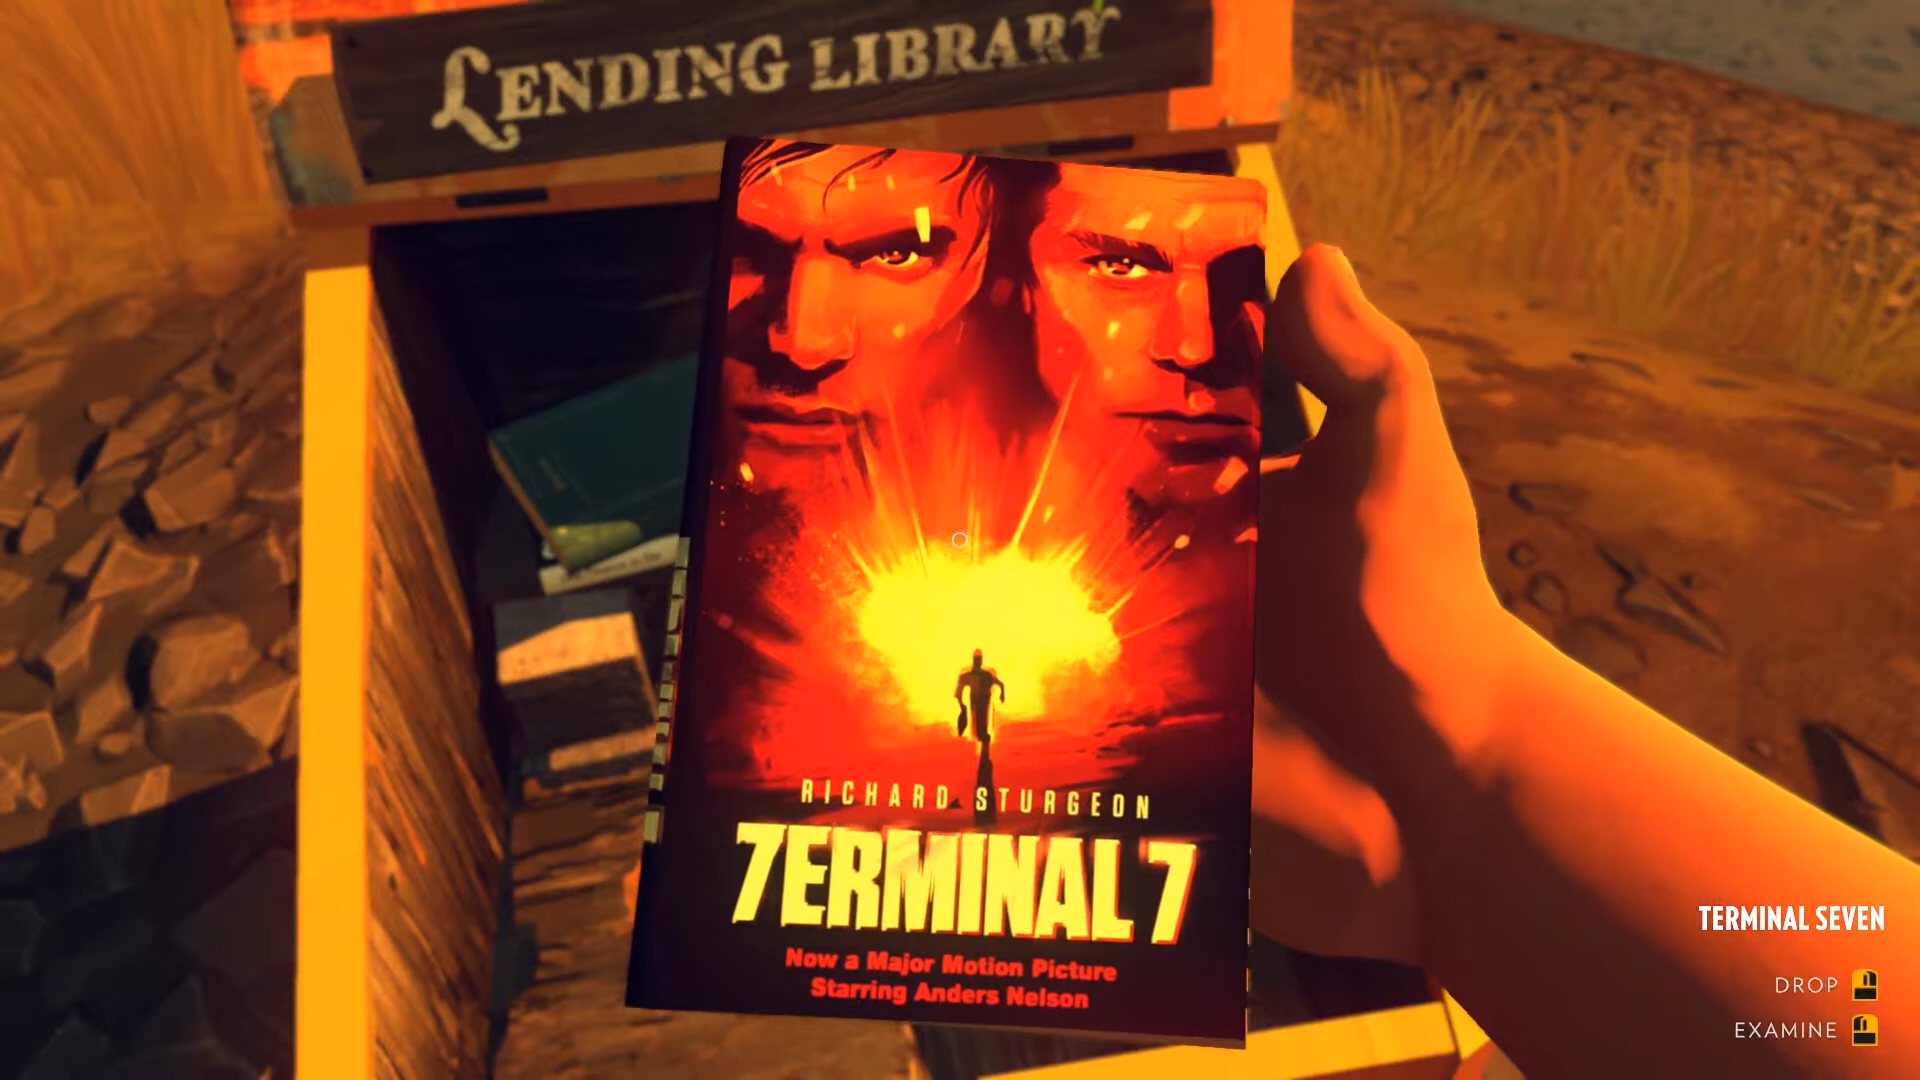 LENDING LIBRARY
RICHARD STURGEON
7ERMINAL 7
Now a Major Motion Picture
Starring Anders Nelson
TERMINAL SEVEN
DROP
EXAMINE